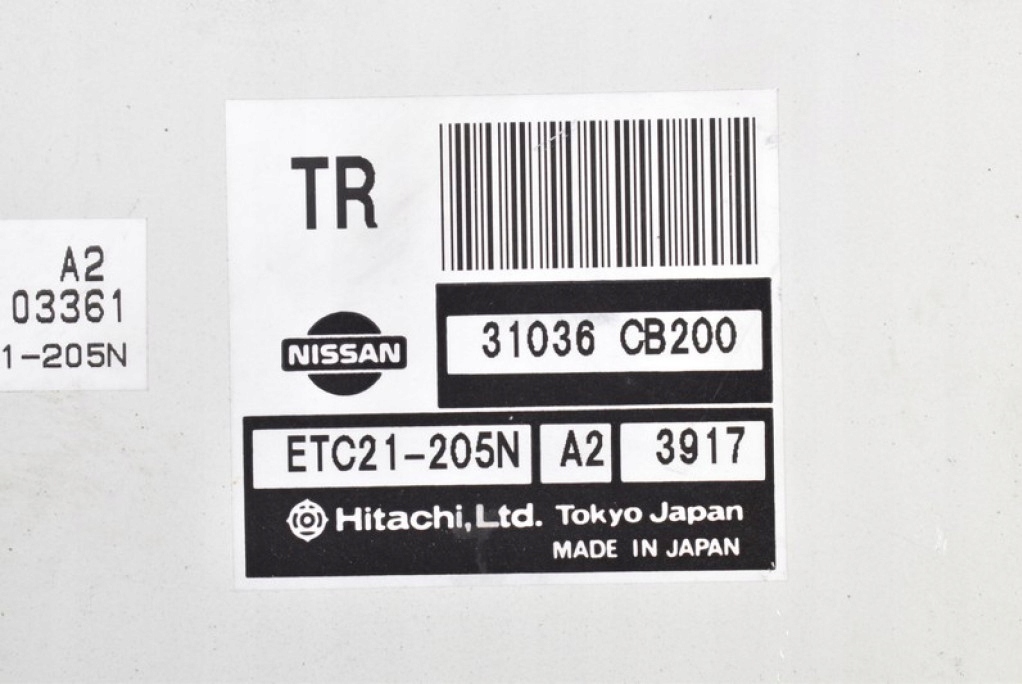 A2
03361
1-205N
TR
NISSAN
31036 CB200
ETC21-205N A2 3917
Hitachi,Ltd. Tokyo Japan
MADE IN JAPAN